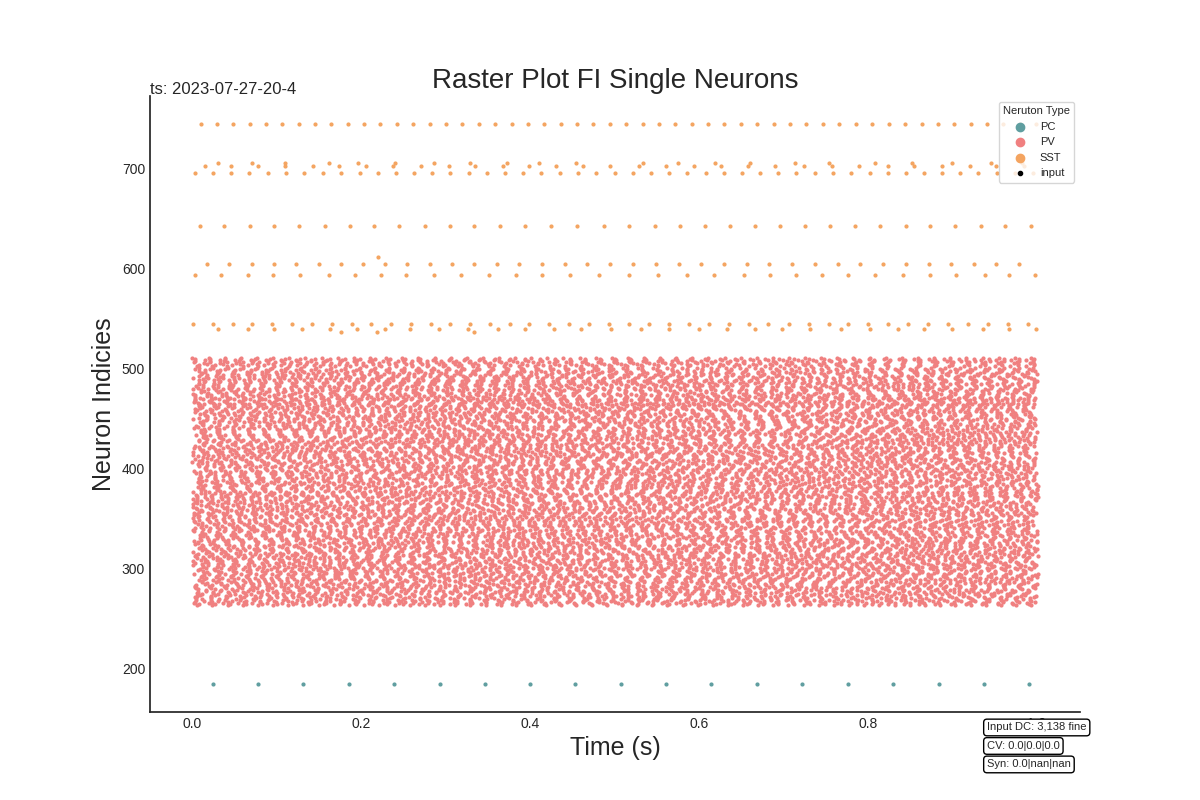 Raster Plot FI Single Neurons
ts: 2023-07-27-20-4
Neruton Type
PC
PV
SST
input
Neuron Indicies
700
600
500
400
300
200
0.0 0.2 0.4 0.6 0.8
Time (s)
Input DC: 3,138 fine
CV: 0.0|0.0|0.0
Syn: 0.0|nan|nan